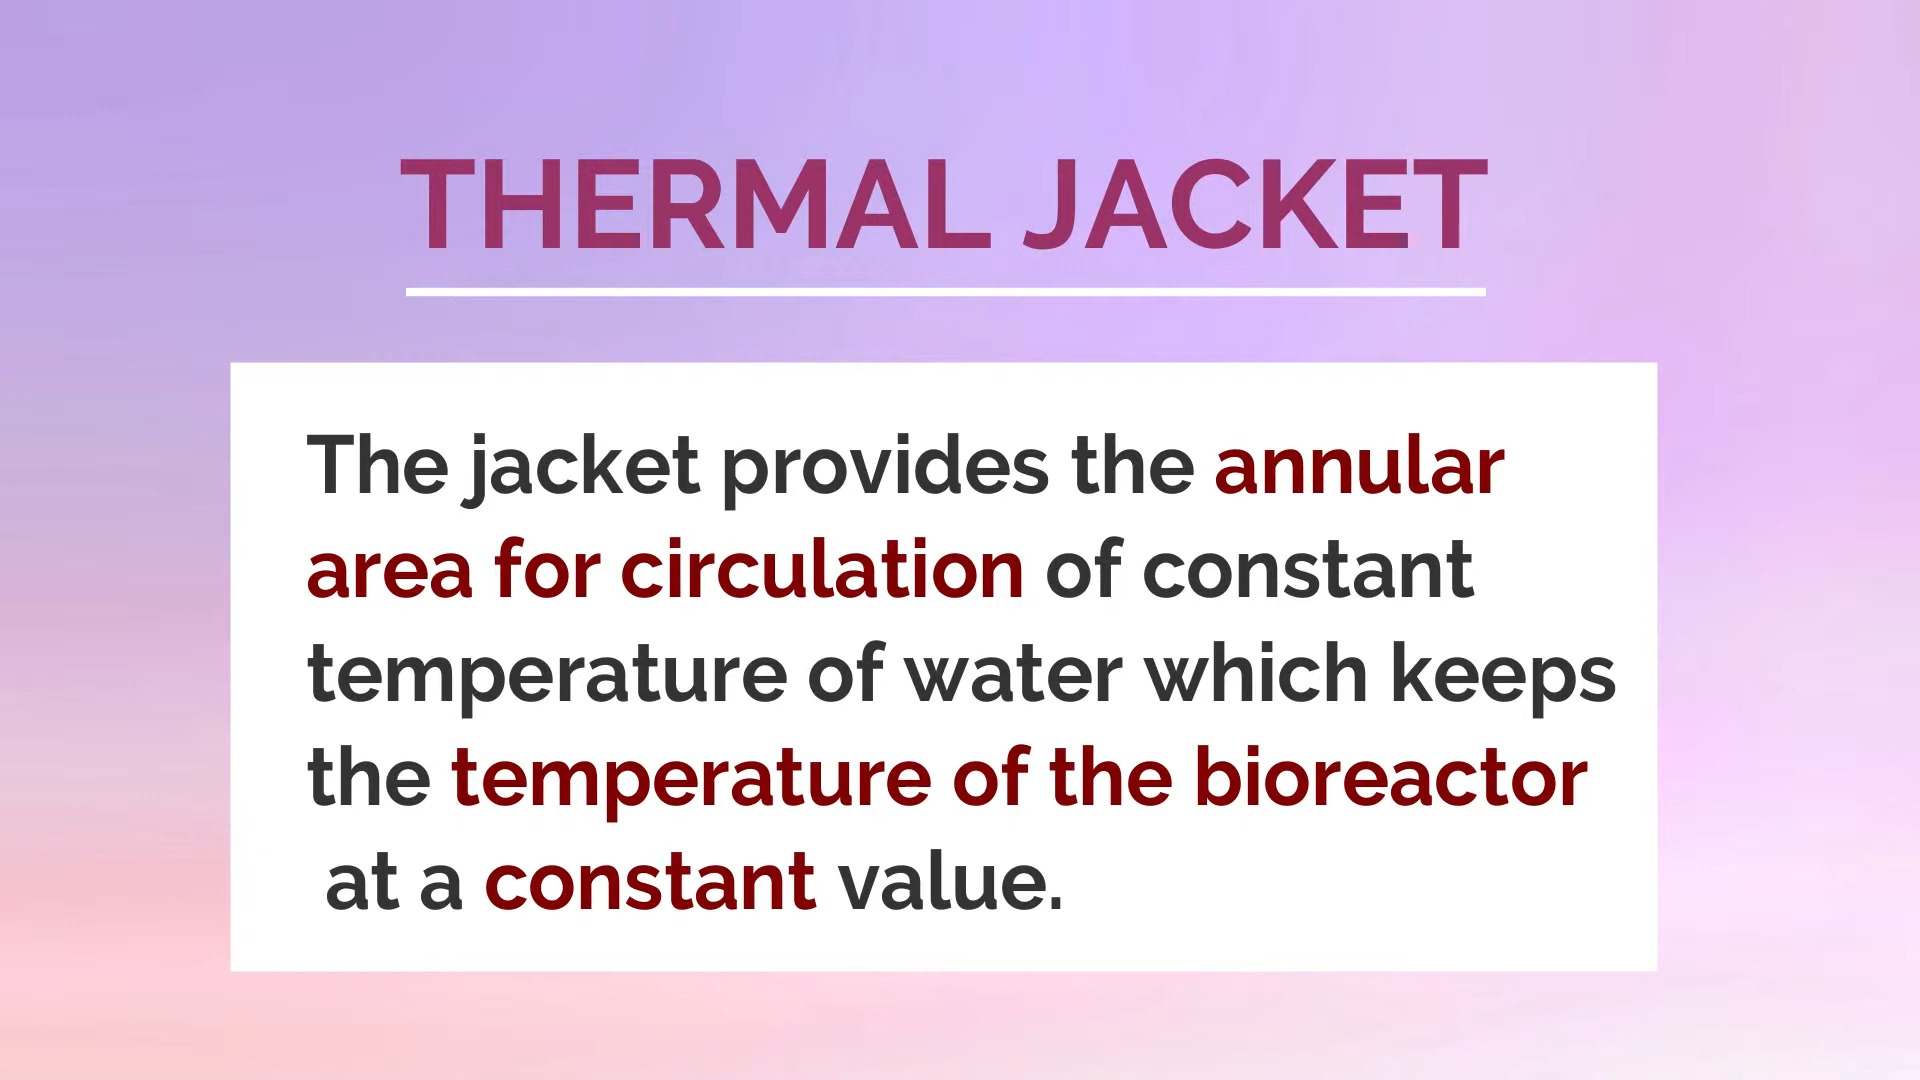 THERMAL JACKET
The jacket provides the annular
area for circulation of constant
temperature of water which keeps
the temperature of the bioreactor
at a constant value.